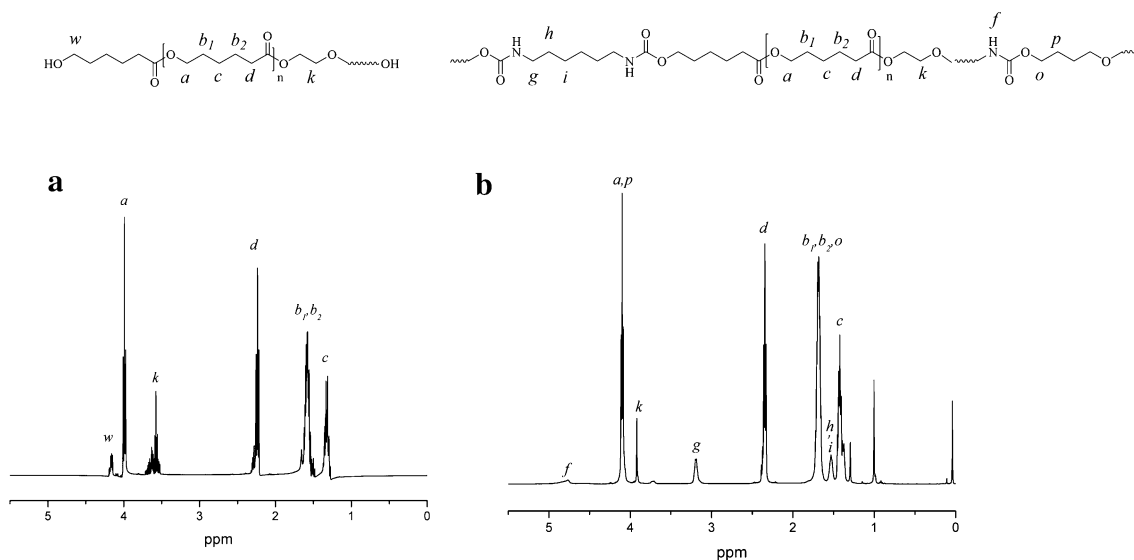 w b1 b2 O O HO O a c d n O k O OH
h f H N b1 b2 O p O N H g i H N O O O a c d n O k O N H O o O
a b
a d b1,b2 c k w
a,p d b1,b2,o c k g h,i f
5 4 3 2 1 0
ppm
5 4 3 2 1 0
ppm